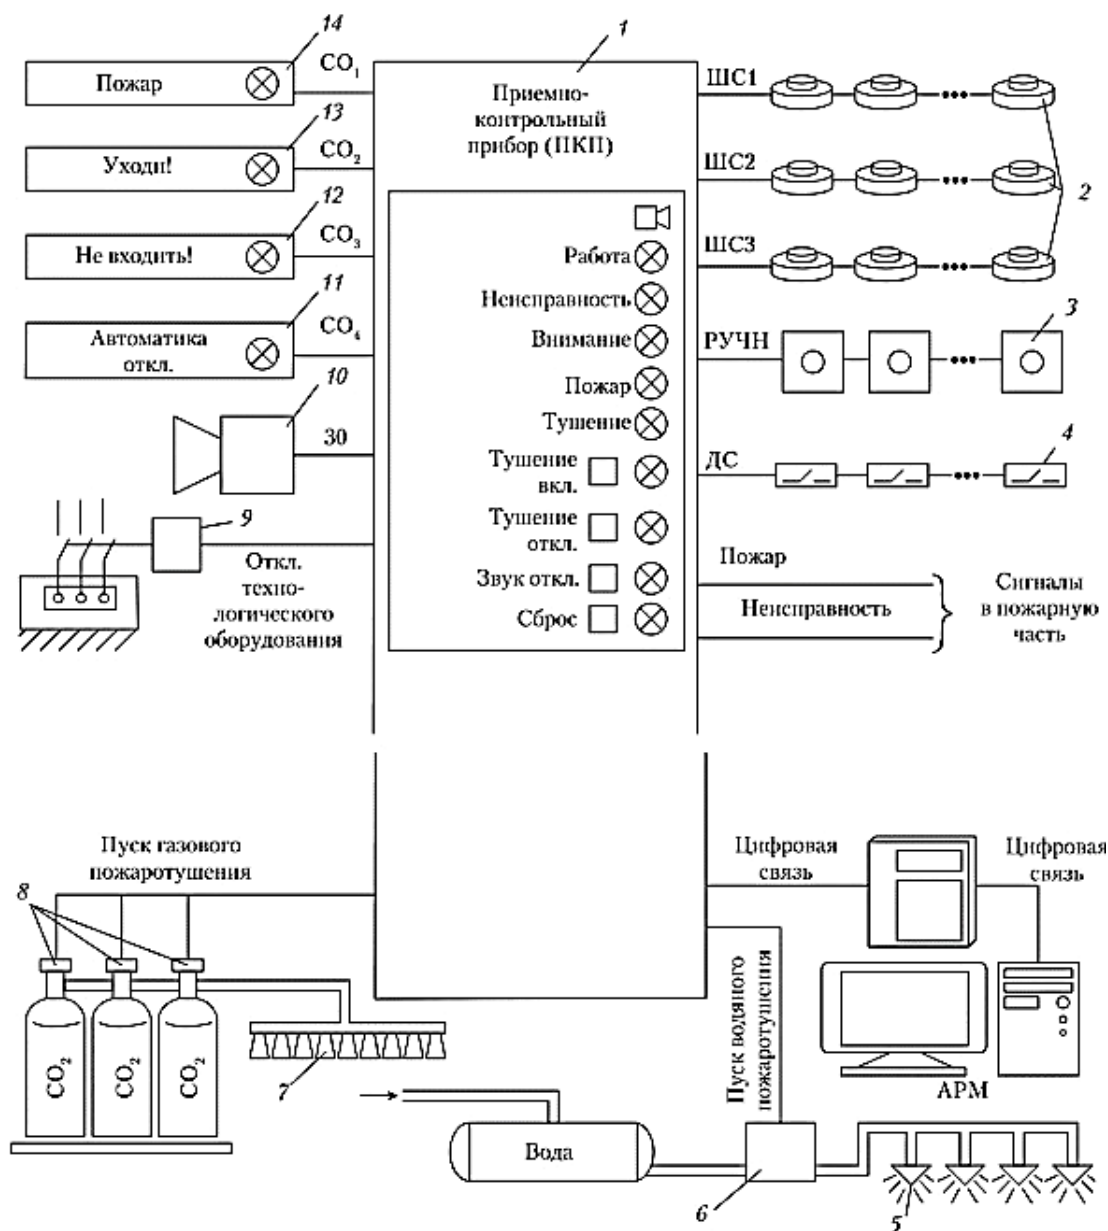 14
CO1
Пожар
13
CO2
Уходи!
12
CO3
Не входить!
11
CO4
Автоматика
откл.
10
30
9
Откл.
техно-
логического
оборудования
1
Приемно-
контрольный
прибор (ПКП)
Работа
Неисправность
Внимание
Пожар
Тушение
Тушение
вкл.
Тушение
откл.
Звук откл.
Сброс
ШС1
ШС2
2
ШС3
3
РУЧН
4
ДС
Пожар
Неисправность
Сигналы
в пожарную
часть
Пуск газового
пожаротушения
8
CO2
CO2
CO2
7
Цифровая
связь
Цифровая
связь
Пуск водяного
пожаротушения
АРМ
Вода
6
5